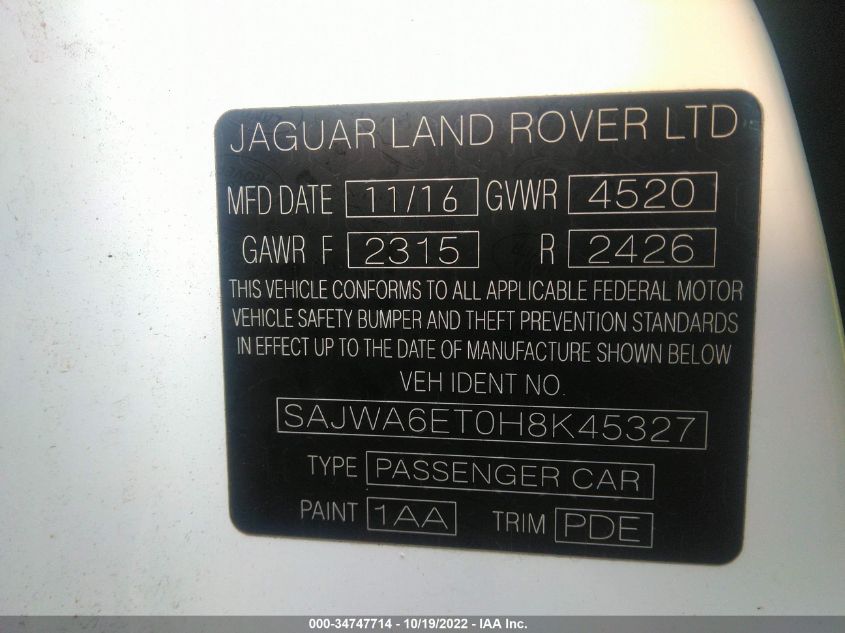 JAGUAR LAND ROVER LTD
MFD DATE 11/16 GVWR 4520
GAWR F 2315 R 2426
THIS VEHICLE CONFORMS TO ALL APPLICABLE FEDERAL MOTOR
VEHICLE SAFETY BUMPER AND THEFT PREVENTION STANDARDS
IN EFFECT UP TO THE DATE OF MANUFACTURE SHOWN BELOW
VEH IDENT NO.
SAJWA6ET0H8K45327
TYPE PASSENGER CAR
PAINT 1AA TRIM PDE
000-34747714 - 10/19/2022 - IAA Inc.